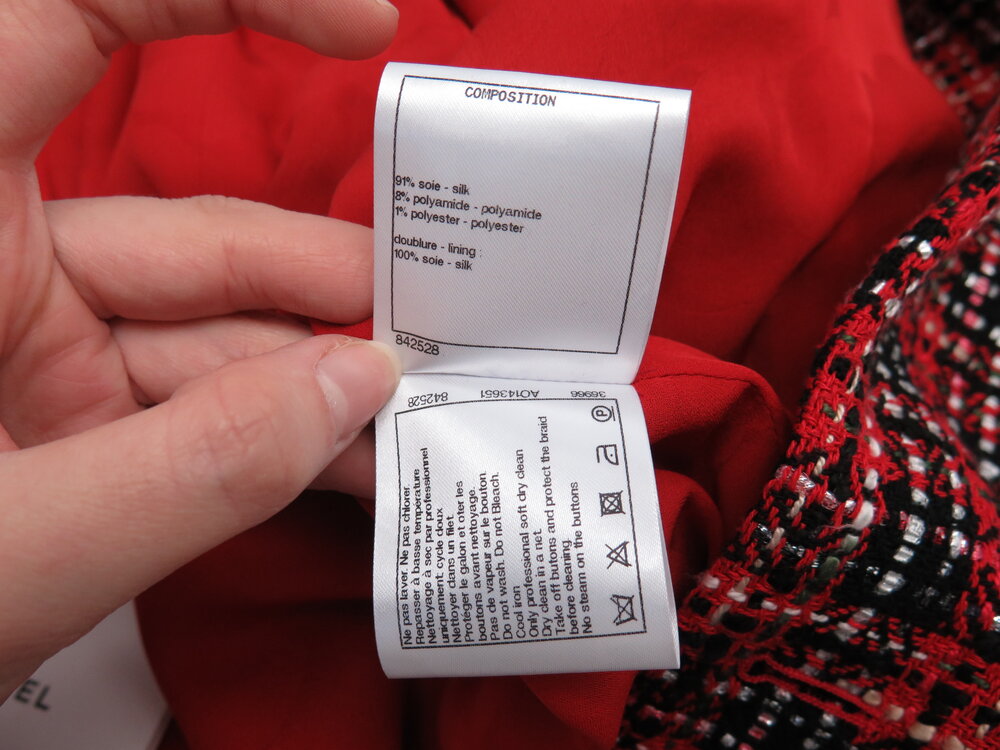 COMPOSITION
91% soie - silk
8% polyamide - polyamide
1% polyester - polyester
doublure - lining :
100% soie - silk
842528
842528 AO143651 36966
Ne pas laver. Ne pas chlorer.
Repasser à basse température
Nettoyage à sec par professionnel
uniquement: cycle doux.
Nettoyer dans un filet.
Protéger le galon et oter les
boutons avant nettoyage.
Pas de vapeur sur le bouton.
Do not wash. Do not Bleach.
Cool iron
Only professional soft dry clean
Dry clean in a net.
Take off buttons and protect the braid
before cleaning.
No steam on the buttons
P
EL